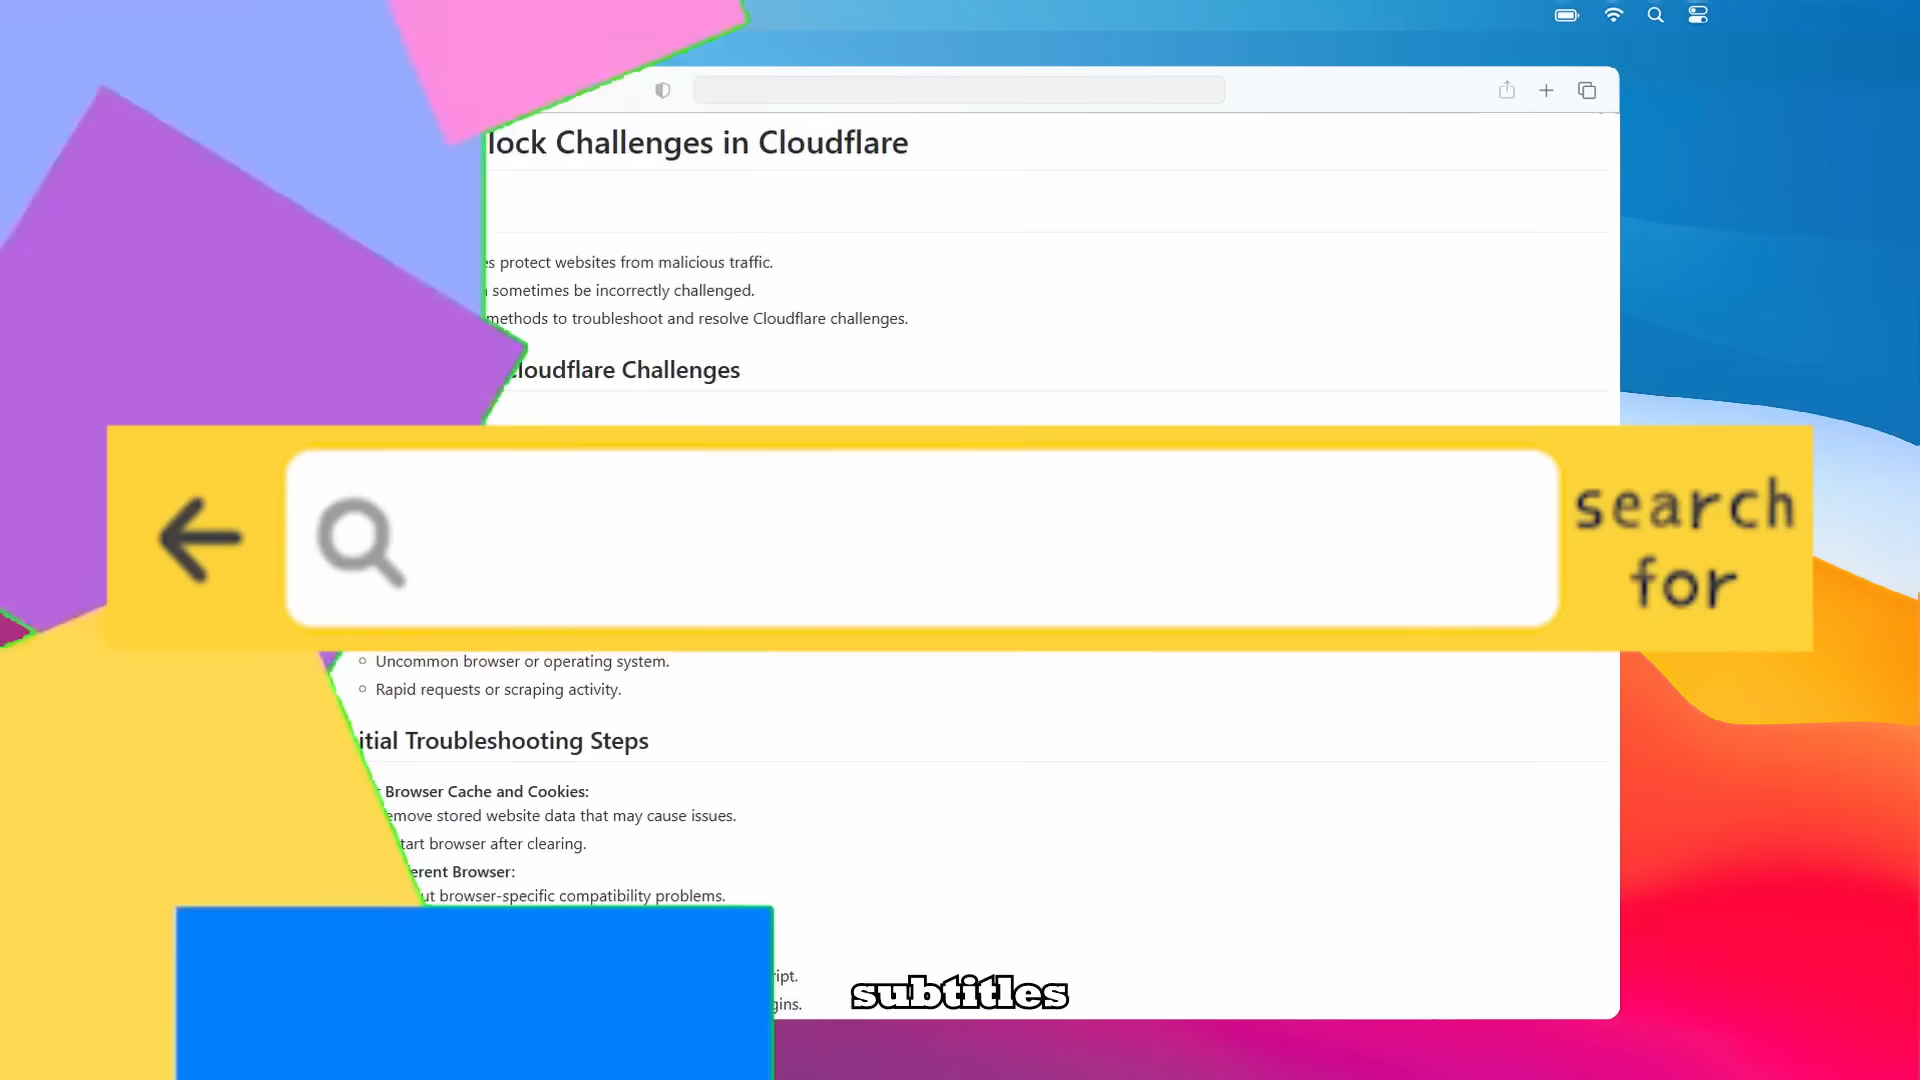 lock Challenges in Cloudflare
protect websites from malicious traffic.
sometimes be incorrectly challenged.
methods to troubleshoot and resolve Cloudflare challenges.
Cloudflare Challenges
search
for
Uncommon browser or operating system.
Rapid requests or scraping activity.
itial Troubleshooting Steps
Browser Cache and Cookies:
emove stored website data that may cause issues.
tart browser after clearing.
erent Browser:
ut browser-specific compatibility problems.
ript.
gins.
subtitles